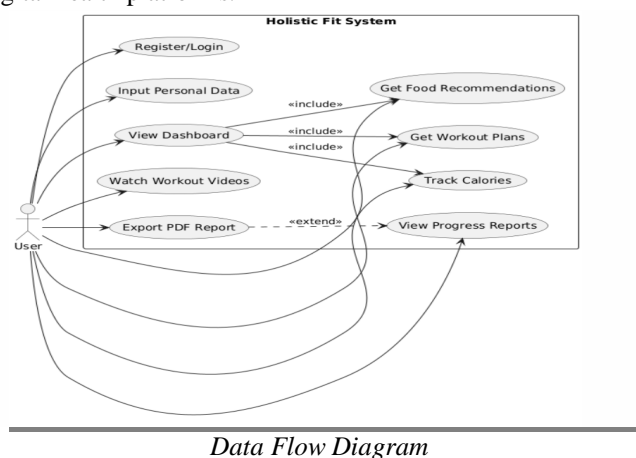 Holistic Fit System
Register/Login
Input Personal Data
Get Food Recommendations
«include»
View Dashboard
«include»
Get Workout Plans
«include»
Watch Workout Videos
Track Calories
Export PDF Report
«extend»
View Progress Reports
User
Data Flow Diagram